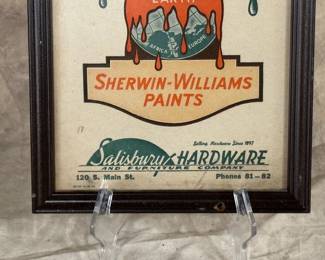 EARTH
AFRICA
EUROPE
SHERWIN-WILLIAMS
PAINTS
Selling Hardware Since 1897
Salisbury HARDWARE
AND FURNITURE COMPANY
120 S. Main St. Phones 81-82